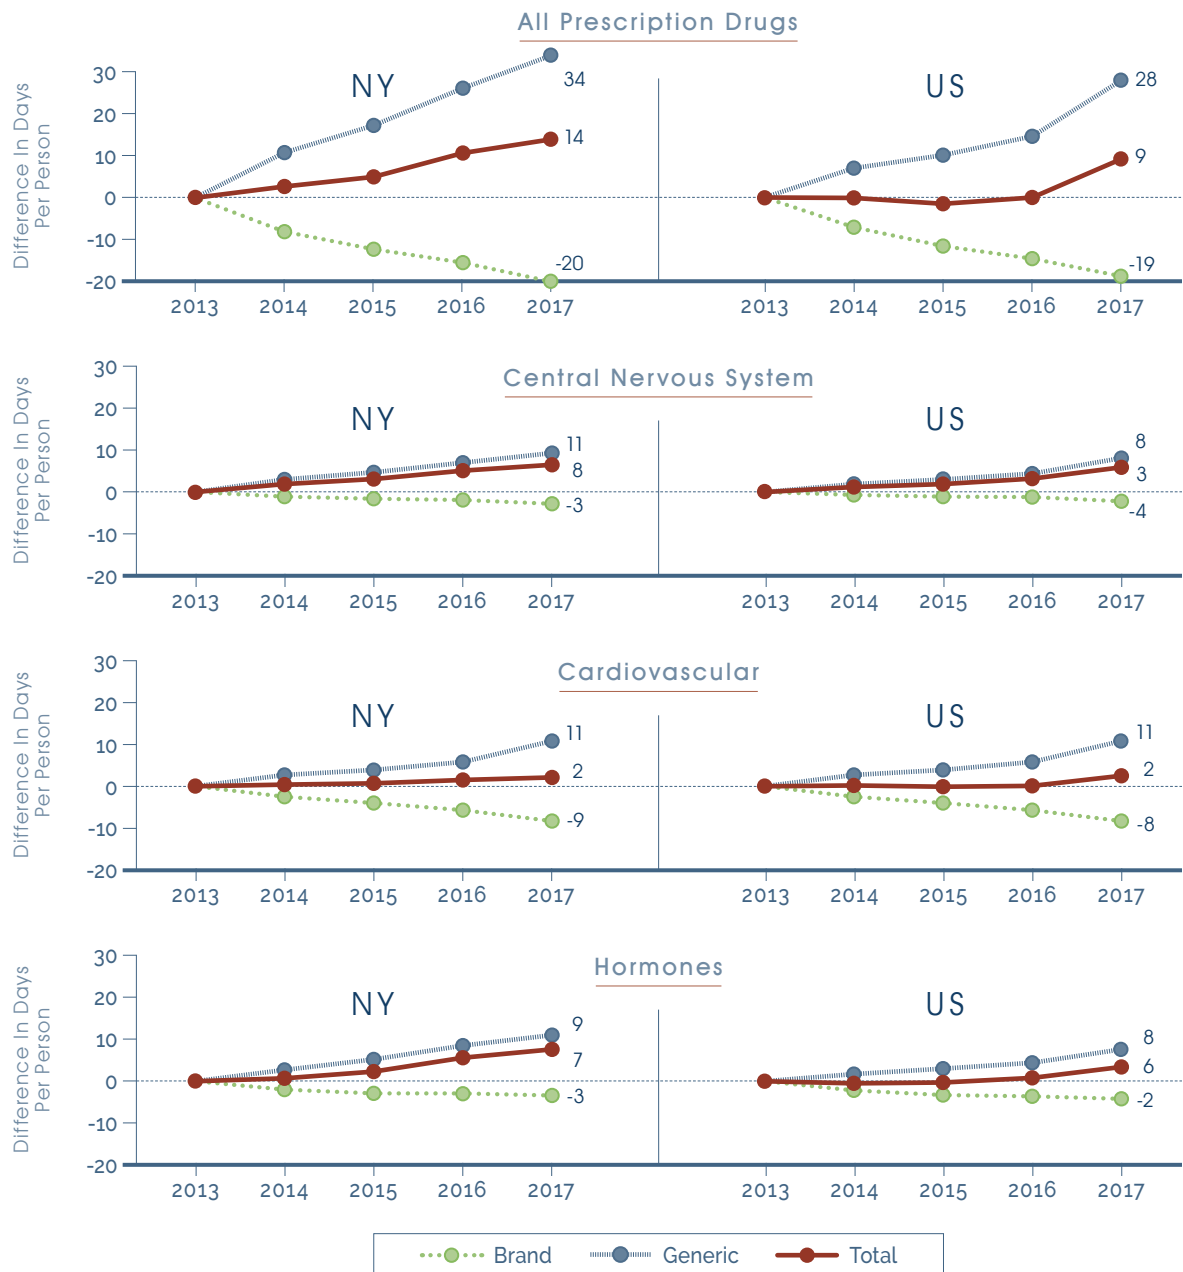 All Prescription Drugs
Difference In Days
Per Person
NY
US
30
20
10
0
-10
-20
34
14
-20
28
9
-19
2013 2014 2015 2016 2017 2013 2014 2015 2016 2017
Central Nervous System
Difference In Days
Per Person
NY
US
30
20
10
0
-10
-20
11
8
-3
8
3
-4
2013 2014 2015 2016 2017 2013 2014 2015 2016 2017
Cardiovascular
Difference In Days
Per Person
NY
US
30
20
10
0
-10
-20
11
2
-9
11
2
-8
2013 2014 2015 2016 2017 2013 2014 2015 2016 2017
Hormones
Difference In Days
Per Person
NY
US
30
20
10
0
-10
-20
9
7
-3
8
6
-2
2013 2014 2015 2016 2017 2013 2014 2015 2016 2017
Brand Generic Total